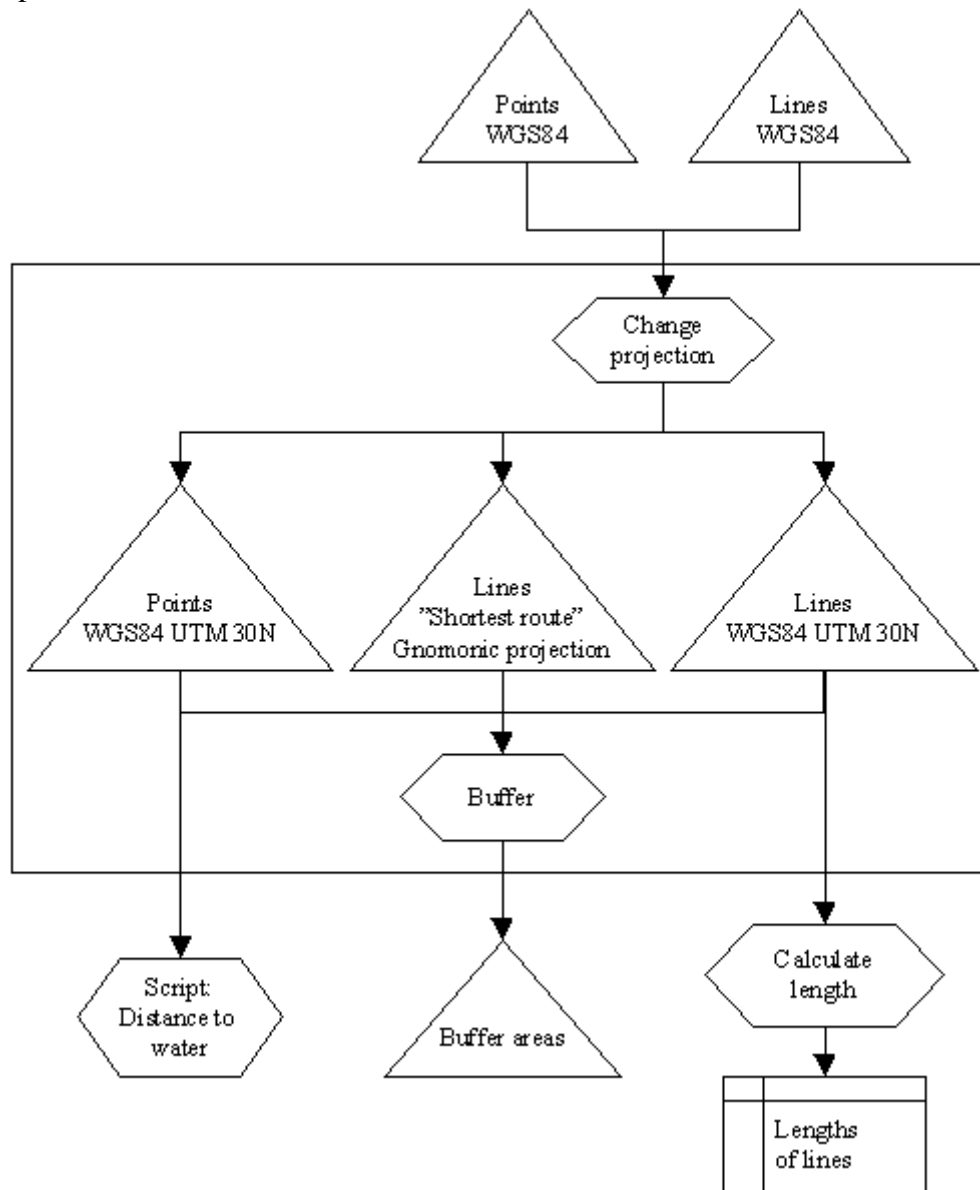 Points
WGS84
Lines
WGS84
Change
projection
Points
WGS84 UTM 30N
Lines
"Shortest route"
Gnomonic projection
Lines
WGS84 UTM 30N
Buffer
Script:
Distance to
water
Buffer areas
Calculate
length
Lengths
of lines